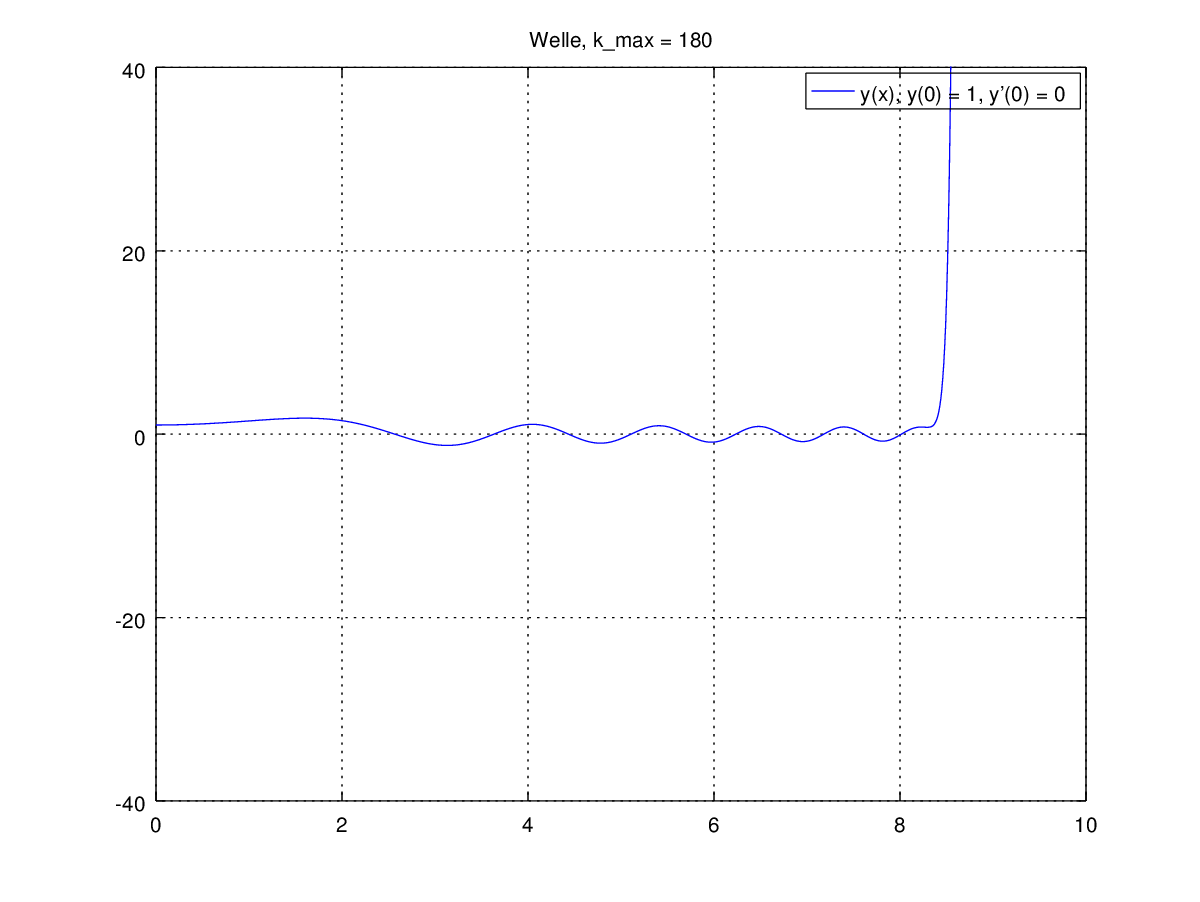 Welle, k_max = 180
y(x), y(0) = 1, y'(0) = 0
40
20
0
-20
-40
0 2 4 6 8 10